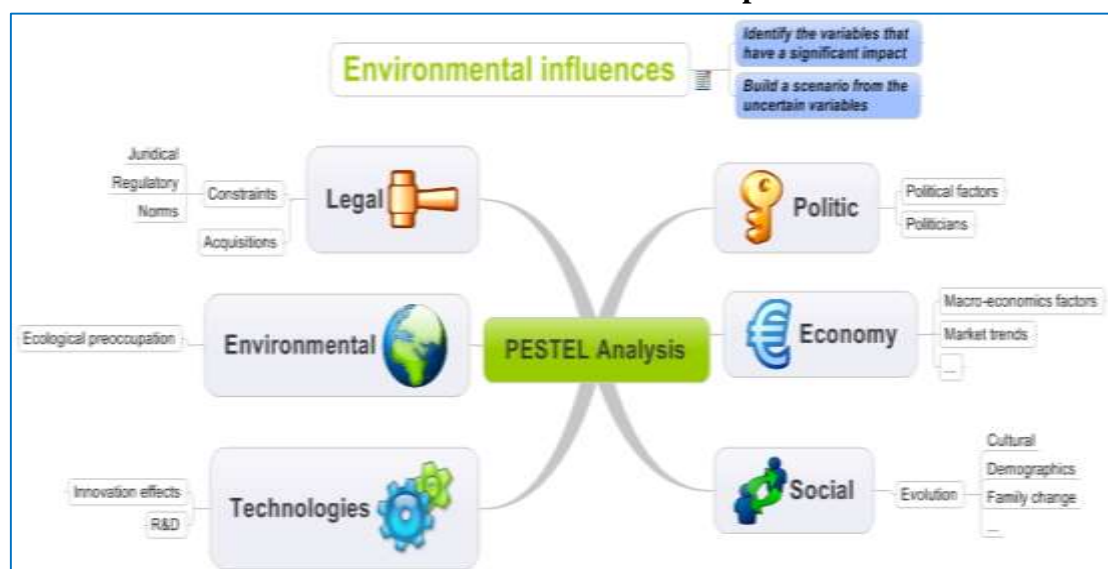 Environmental influences
Identify the variables that
have a significant impact
Build a scenario from the
uncertain variables
Juridical
Regulatory
Norms
Constraints
Acquisitions
Legal
Politic
Political factors
Politicians
Ecological preoccupation
Environmental
PESTEL Analysis
Economy
Macro-economics factors
Market trends
...
Innovation effects
R&D
Technologies
Social
Evolution
Cultural
Demographics
Family change
...